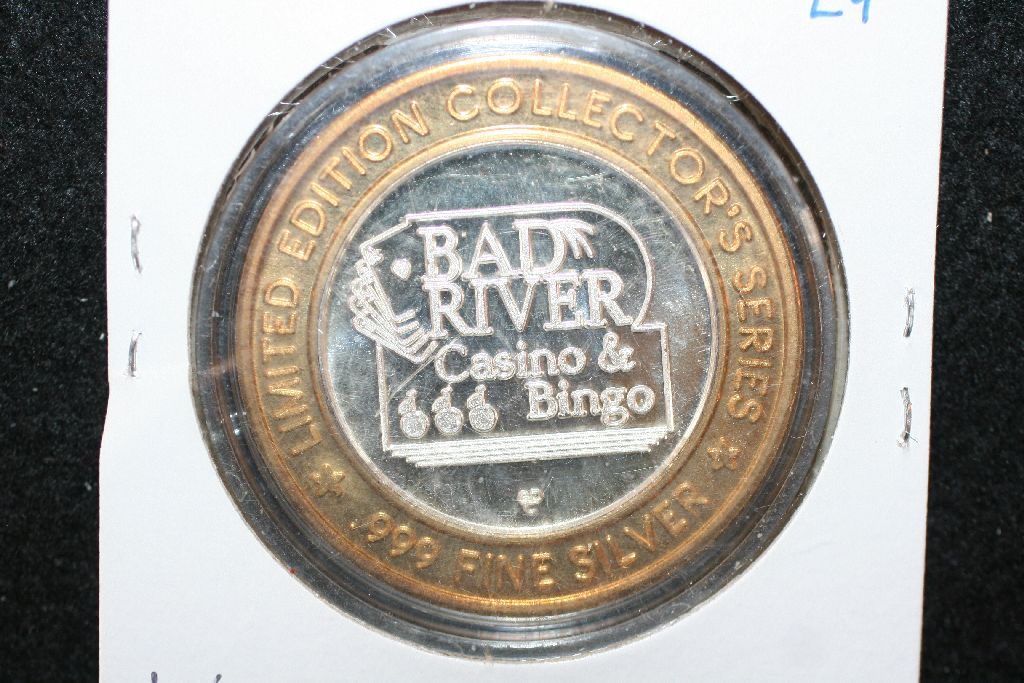 LIMITED EDITION COLLECTOR'S SERIES
BAD
RIVER
Casino &
Bingo
.999 FINE SILVER